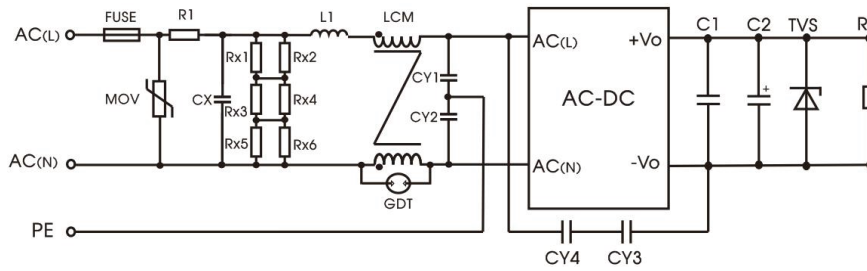 FUSE R1 L1 LCM C1 C2 TVS R
AC(L) AC(L) +Vo
Rx1 Rx2
CY1
MOV CX Rx3 Rx4 AC-DC +
CY2
Rx5 Rx6
AC(N) AC(N) -Vo
GDT
PE
CY4 CY3